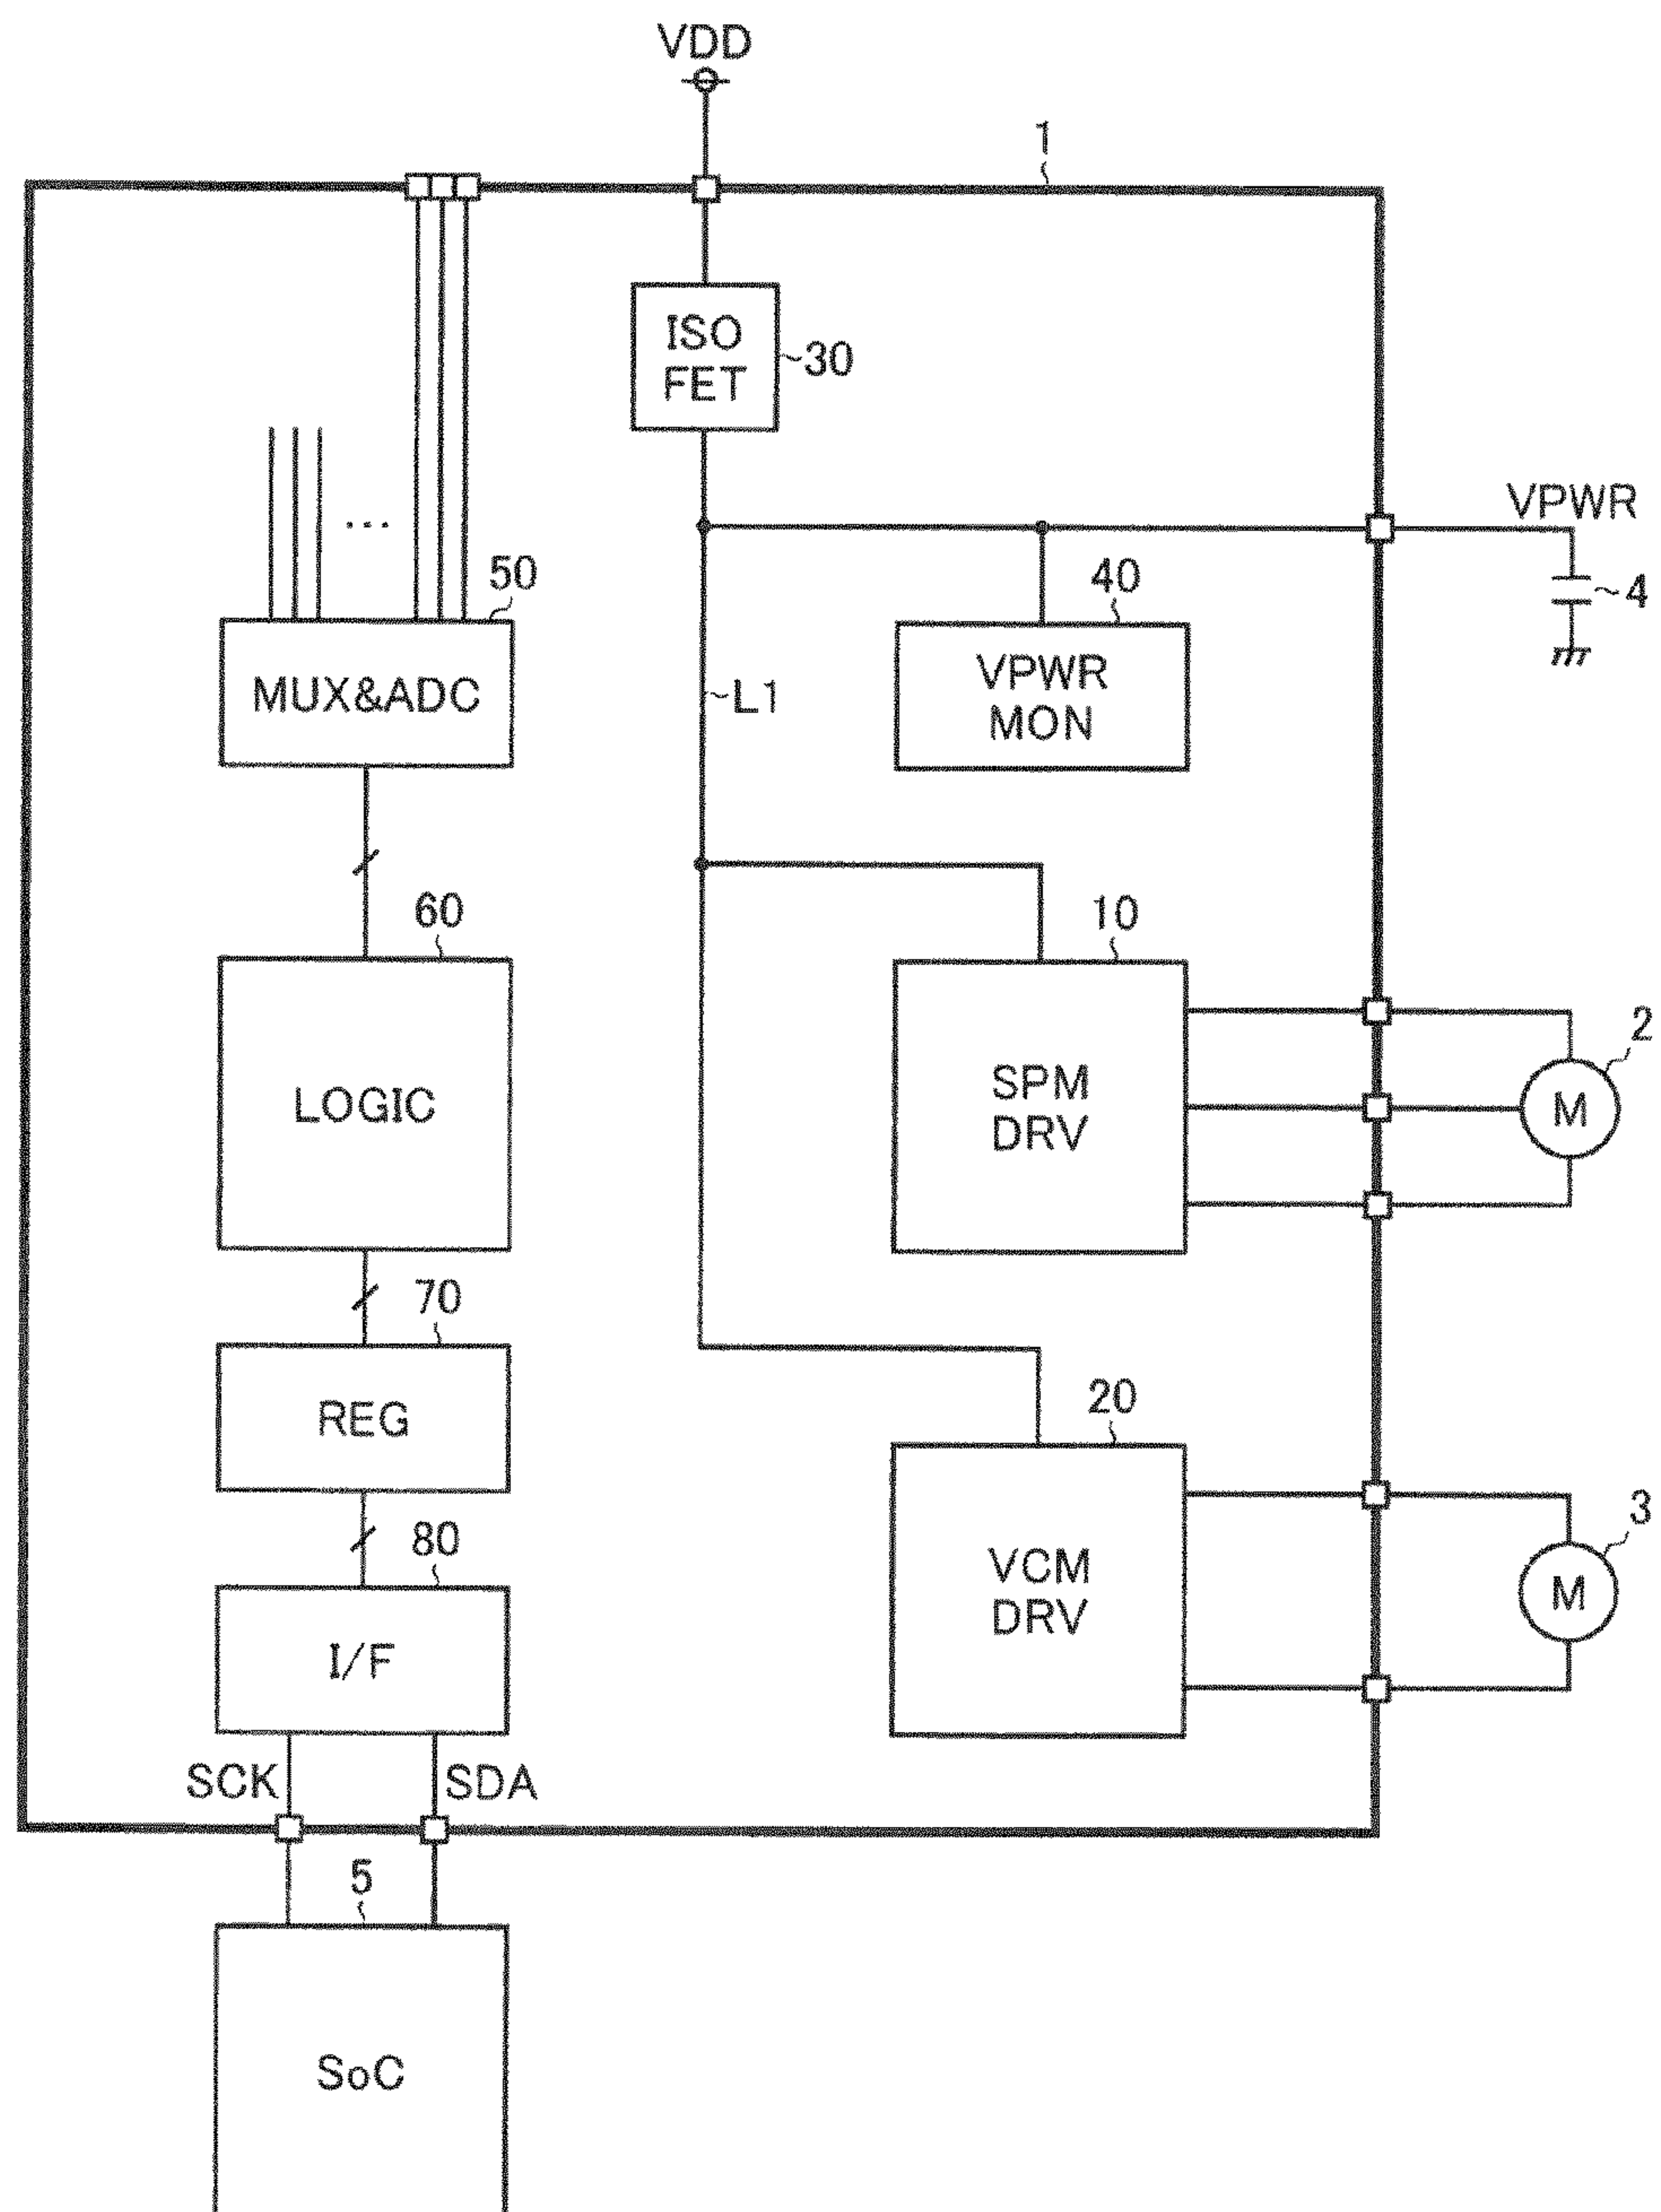 VDD
1
ISO
FET
30
VPWR
...
50
40
4
MUX&ADC
L1
VPWR
MON
60
10
2
LOGIC
SPM
DRV
M
70
REG
20
3
80
VCM
DRV
M
I/F
SCK
SDA
5
SoC